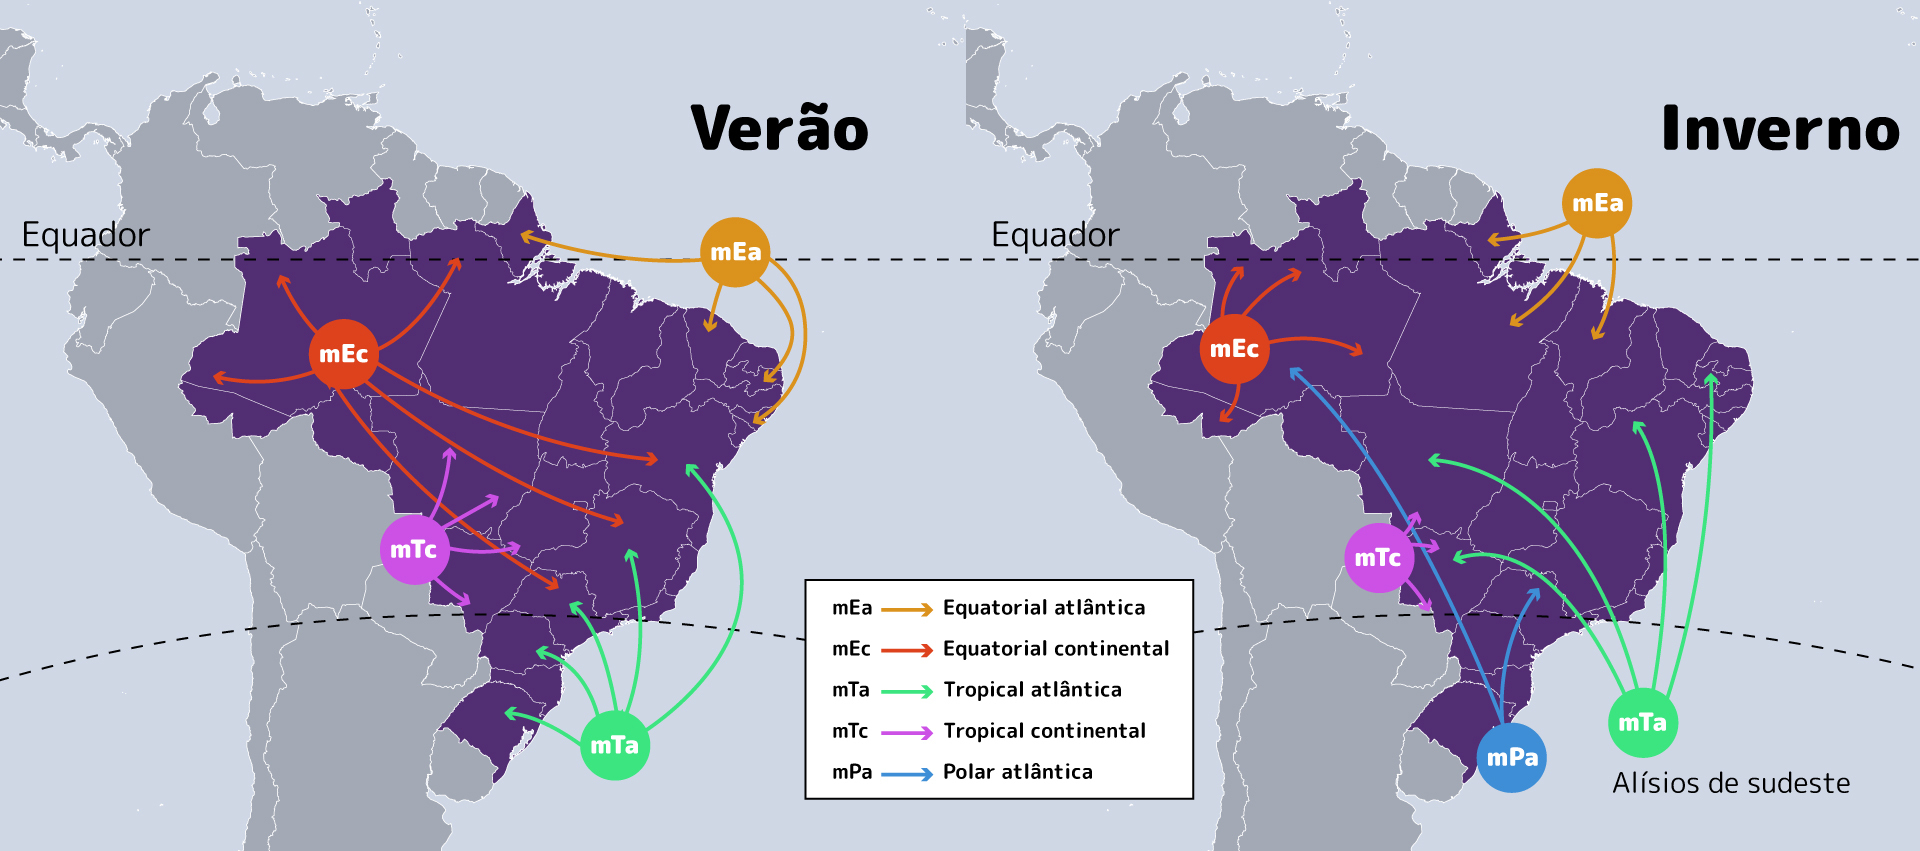 Verão
Equador
mEa
mEc
mTc
mTa
Inverno
Equador
mEa
mEc
mTc
mPa
mTa
Alísios de sudeste
mEa Equatorial atlântica
mEc Equatorial continental
mTa Tropical atlântica
mTc Tropical continental
mPa Polar atlântica